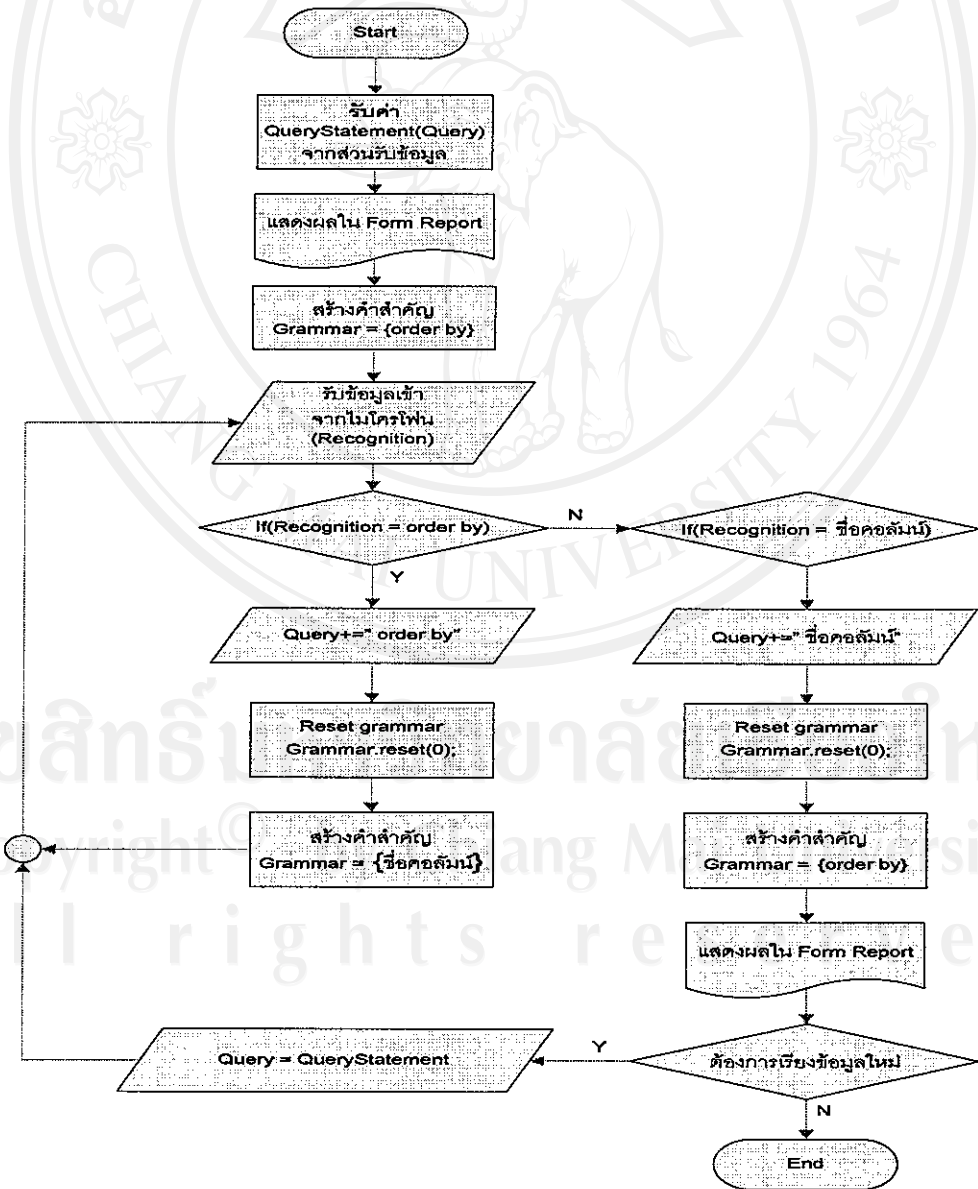 Start
รับค่า
QueryStatement(Query)
จากส่วนรับข้อมูล
แสดงผลใน Form Report
สร้างคำสำคัญ
Grammar = {order by}
รับข้อมูลเข้า
จากไมโครโฟน
(Recognition)
If(Recognition = order by)
N
If(Recognition = ชื่อคอลัมน์)
Y
Query+=" order by"
Query+=" ชื่อคอลัมน์"
Reset grammar
Grammar.reset(0);
Reset grammar
Grammar.reset(0);
สร้างคำสำคัญ
Grammar = {ชื่อคอลัมน์}
สร้างคำสำคัญ
Grammar = {order by}
แสดงผลใน Form Report
ต้องการเรียงข้อมูลใหม่
Y
Query = QueryStatement
N
End
CHIANG MAI UNIVERSITY 1964
rights